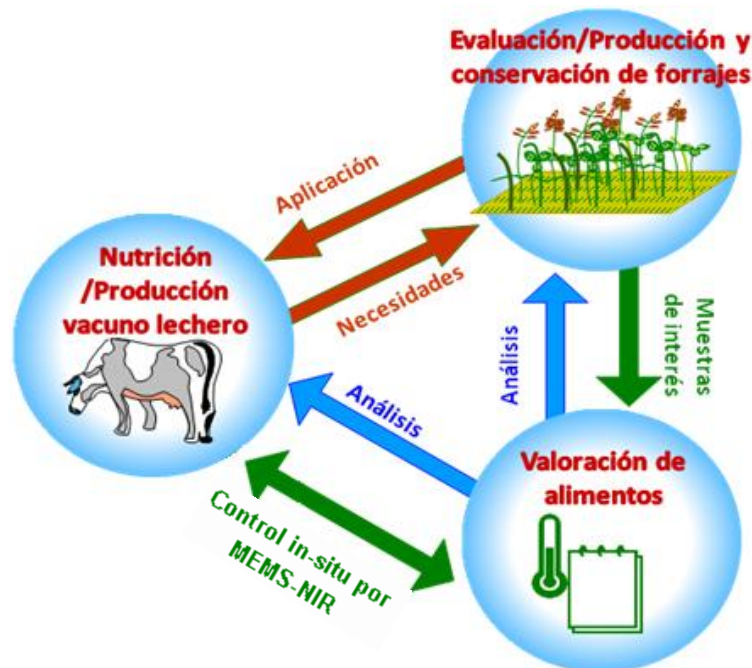 Evaluación/Producción y
conservación de forrajes
Aplicación
Necesidades
Nutrición
/Producción
vacuno lechero
Análisis
Análisis
Muestras
de interés
Valoración de
alimentos
Control in-situ por
MEMS-NIR